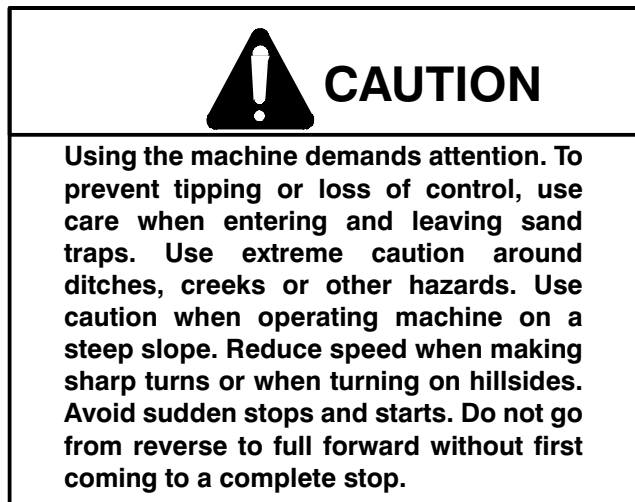 CAUTION
Using the machine demands attention. To
prevent tipping or loss of control, use
care when entering and leaving sand
traps. Use extreme caution around
ditches, creeks or other hazards. Use
caution when operating machine on a
steep slope. Reduce speed when making
sharp turns or when turning on hillsides.
Avoid sudden stops and starts. Do not go
from reverse to full forward without first
coming to a complete stop.